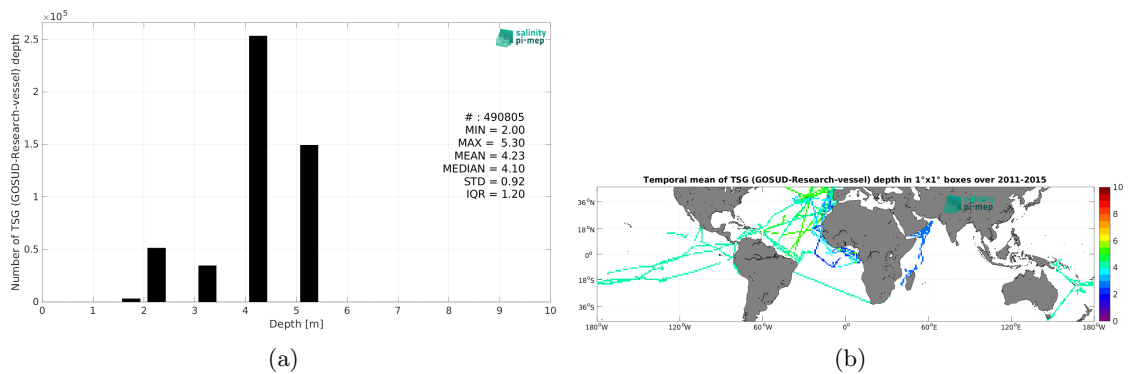 ×10⁵
2.5
2
1.5
1
0.5
0
Number of TSG (GOSUD-Research-vessel) depth
salinity
pi-mep
# : 490805
MIN = 2.00
MAX = 5.30
MEAN = 4.23
MEDIAN = 4.10
STD = 0.92
IQR = 1.20
0 1 2 3 4 5 6 7 8 9 10
Depth [m]
(a)
Temporal mean of TSG (GOSUD-Research-vessel) depth in 1°x1° boxes over 2011-2015
salinity
pi-mep
36°N
18°N
0°
18°S
36°S
180°W 120°W 60°W 0° 60°E 120°E 180°W
10
8
6
4
2
0
(b)